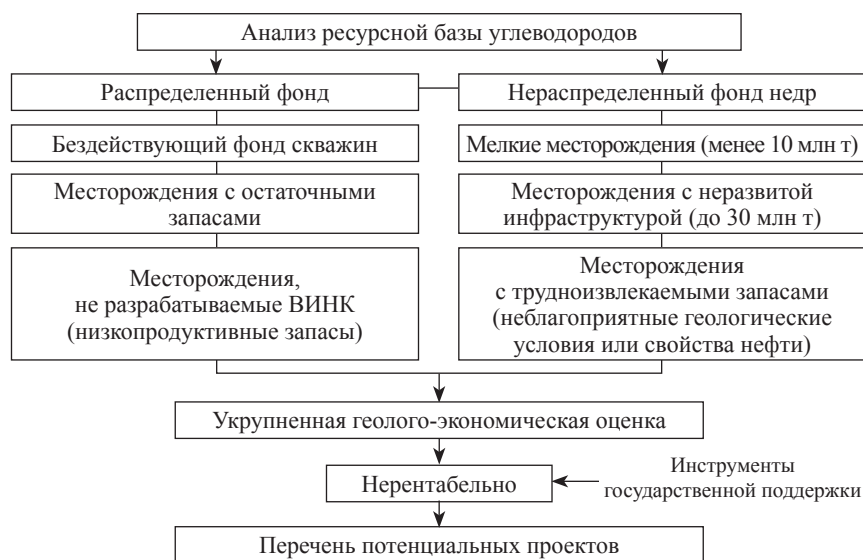 Анализ ресурсной базы углеводородов
Распределенный фонд
Нераспределенный фонд недр
Бездействующий фонд скважин
Мелкие месторождения (менее 10 млн т)
Месторождения с остаточными
запасами
Месторождения с неразвитой
инфраструктурой (до 30 млн т)
Месторождения,
не разрабатываемые ВИНК
(низкопродуктивные запасы)
Месторождения
с трудноизвлекаемыми запасами
(неблагоприятные геологические
условия или свойства нефти)
Укрупненная геолого-экономическая оценка
Нерентабельно
Инструменты
государственной поддержки
Перечень потенциальных проектов